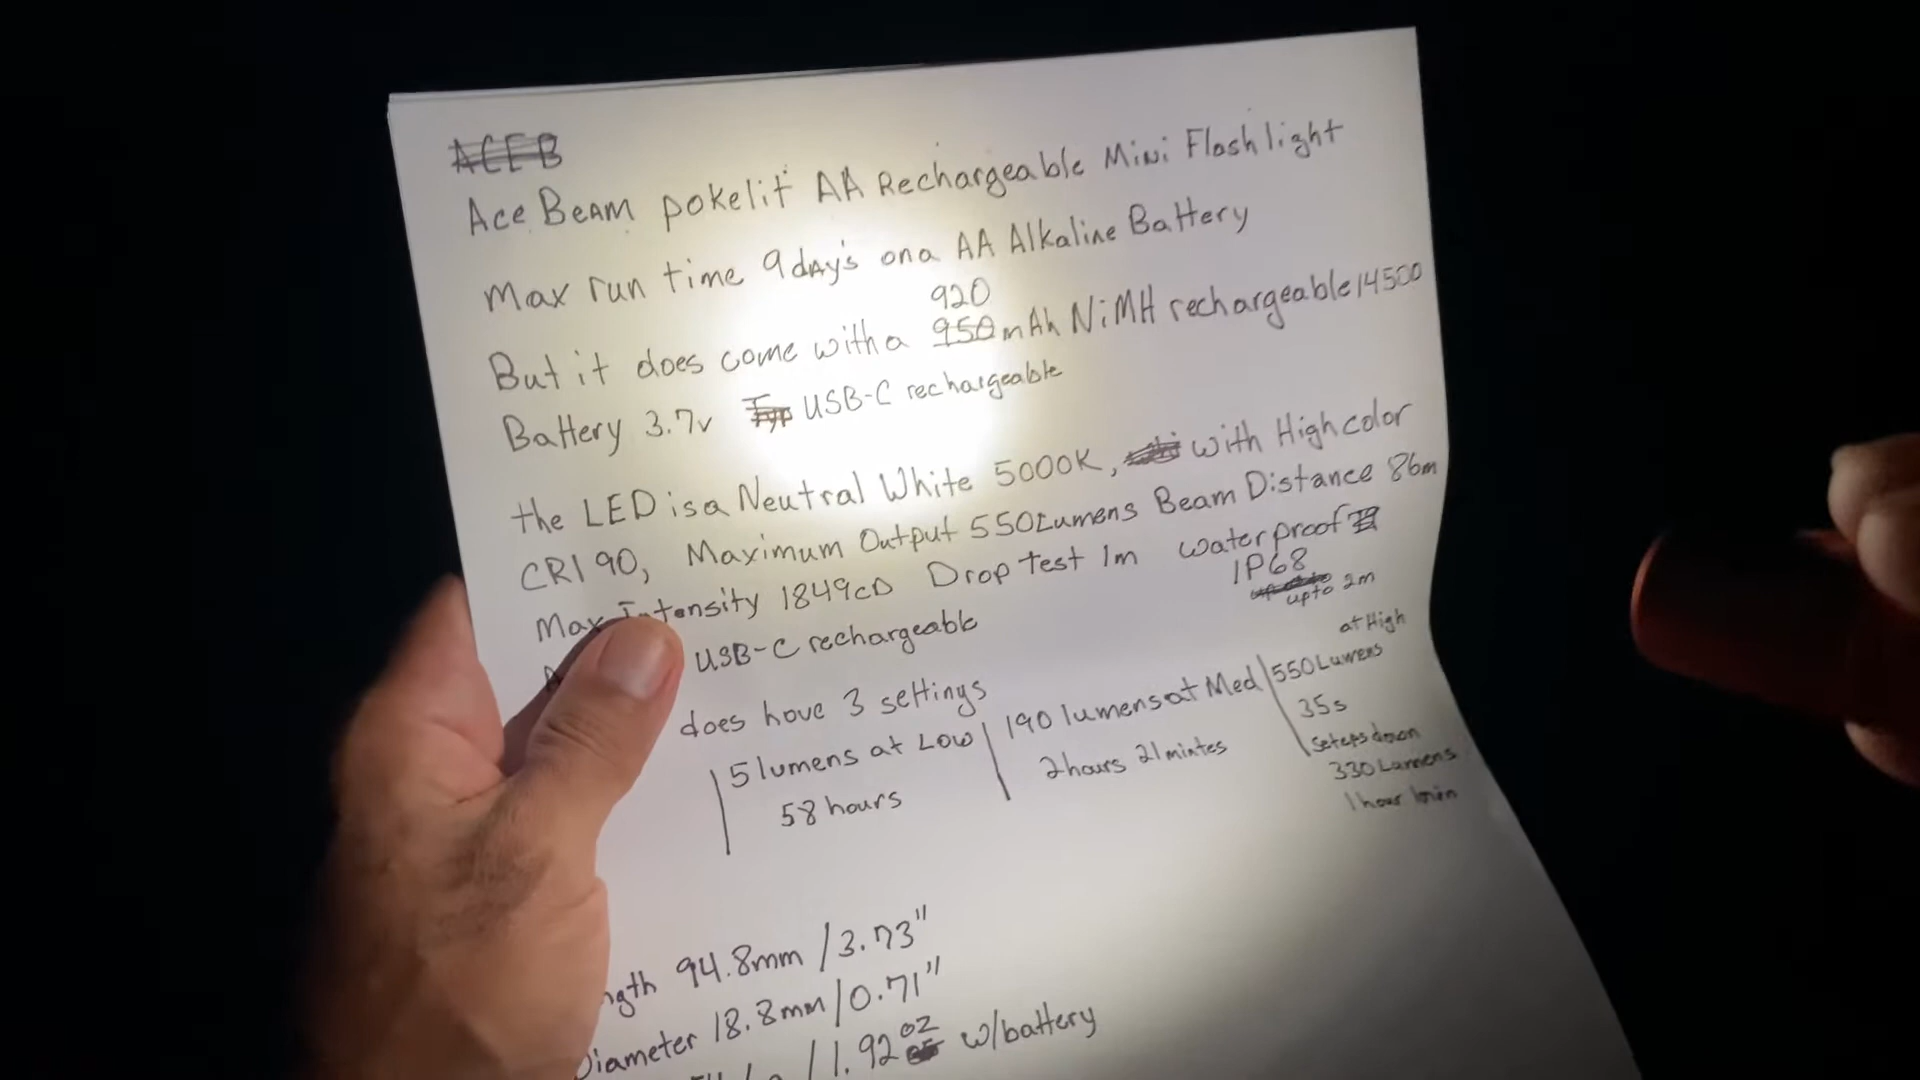 ACEB
Ace Beam pokelit AA Rechargeable Mini Flashlight
Max run time 9 dAy's on a AA Alkaline Battery
920
But it does come with a 950 mAh NiMH rechargeable 14500
Battery 3.7v Typ USB-C rechargeable
the LED is a Neutral White 5000K, with High color
CRI 90, Maximum Output 550 Lumens Beam Distance 86m
Max Intensity 1849cD Drop Test 1m waterproof
IP68
upto 2m
USB-C rechargeable
does have 3 settings
at High
5 lumens at Low | 190 lumens at Med | 550 Lumens
58 hours 2 hours 21 mintes 35s
Seteps down
330 Lumens
1 hour 1min
ngth 94.8mm / 3.73"
Diameter 18.8mm / 0.71"
/ 1.92 oz w/battery